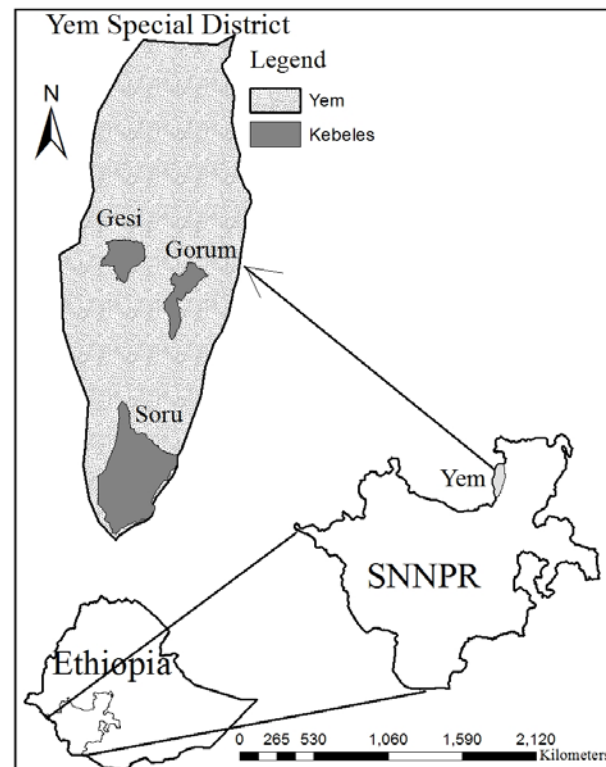 Yem Special District
Legend
N
Yem
Kebeles
Gesi
Gorum
Soru
Yem
SNNPR
Ethiopia
0 265 530 1,060 1,590 2,120
Kilometers